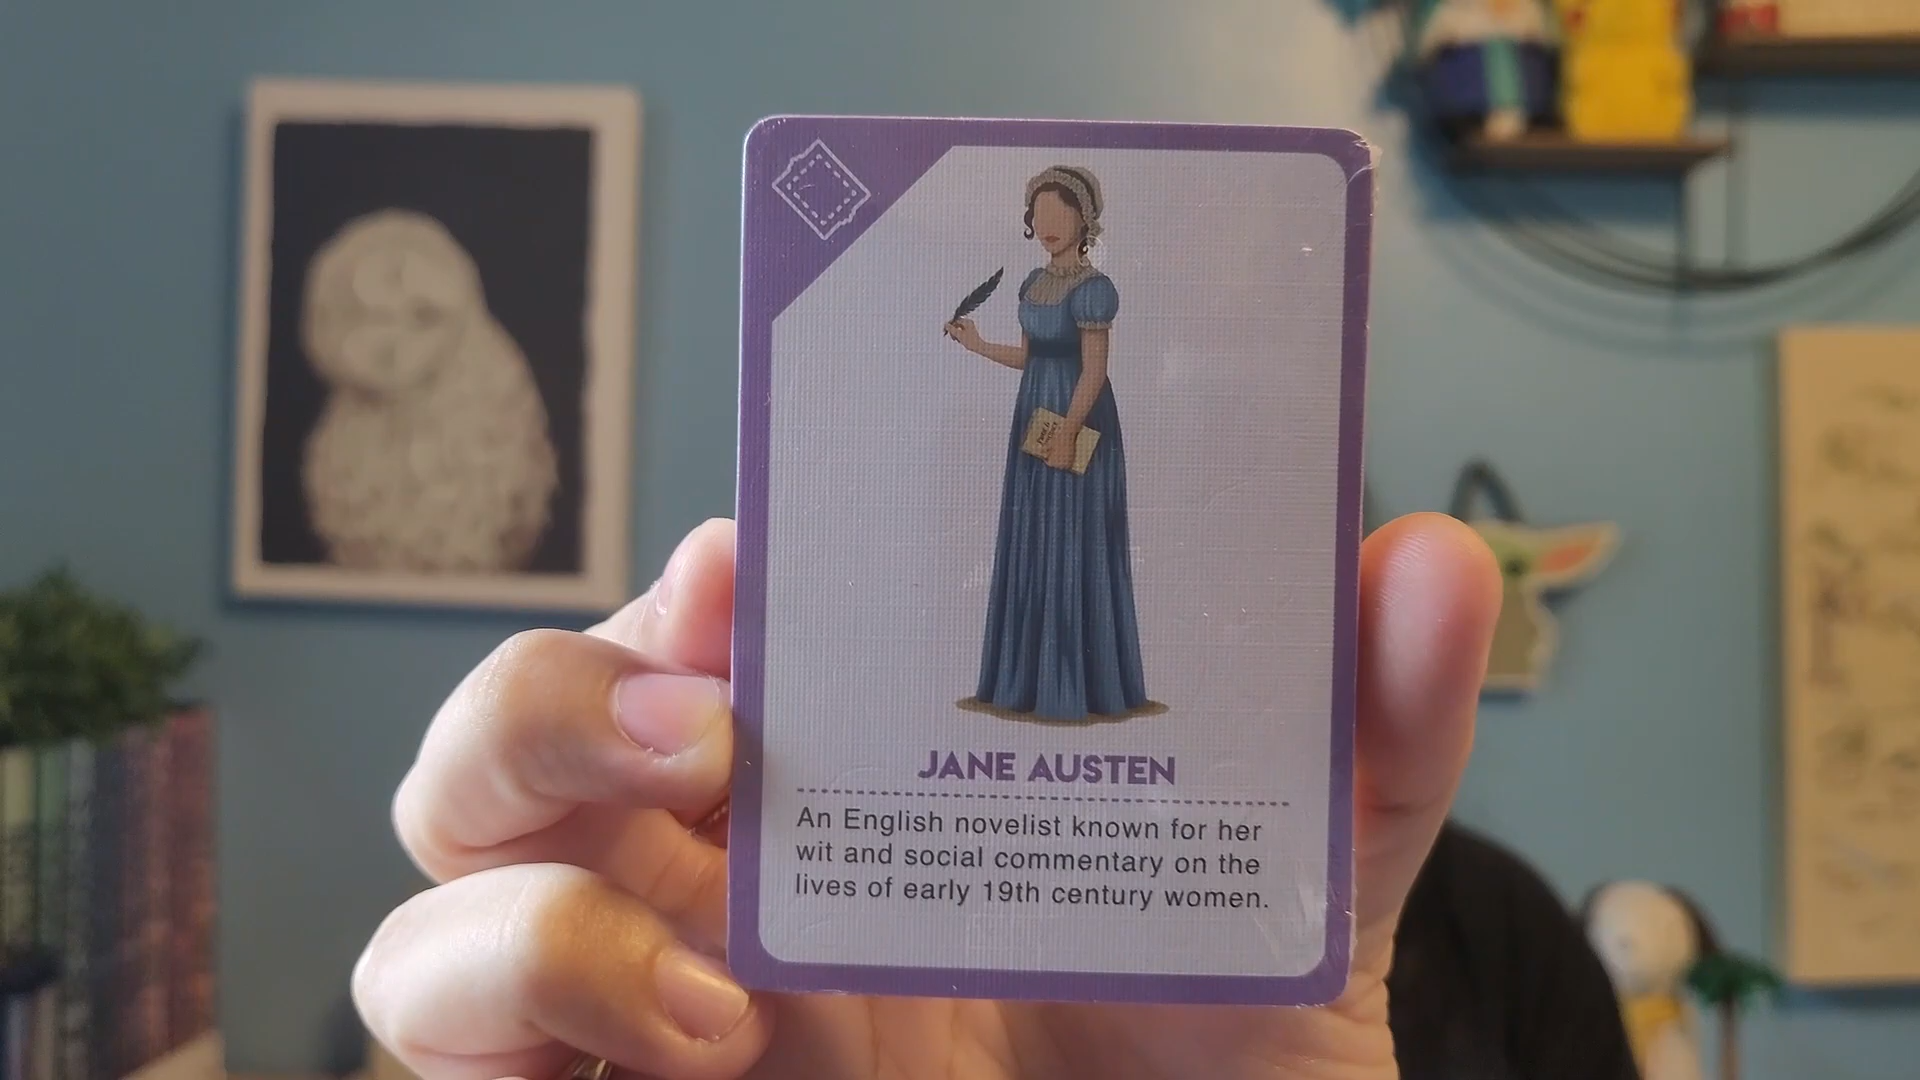 JANE AUSTEN
An English novelist known for her
wit and social commentary on the
lives of early 19th century women.